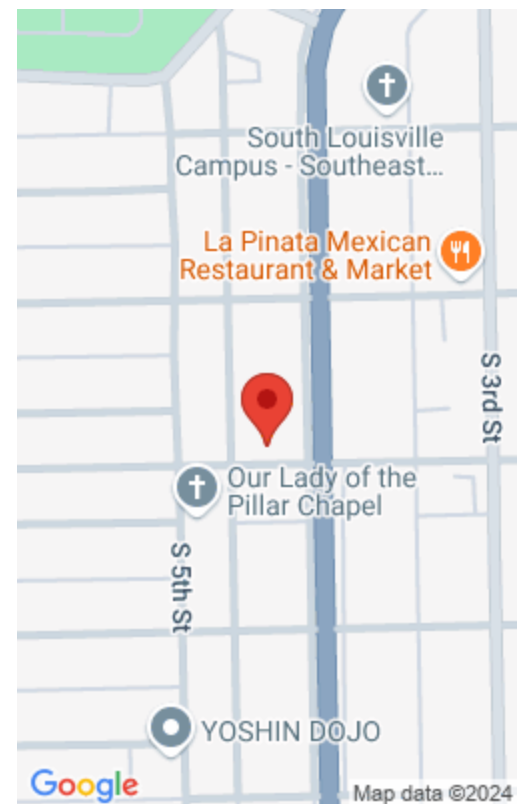 South Louisville
Campus - Southeast...
La Pinata Mexican
Restaurant & Market
S 3rd St
Our Lady of the
Pillar Chapel
S 5th St
YOSHIN DOJO
Google
Map data ©2024